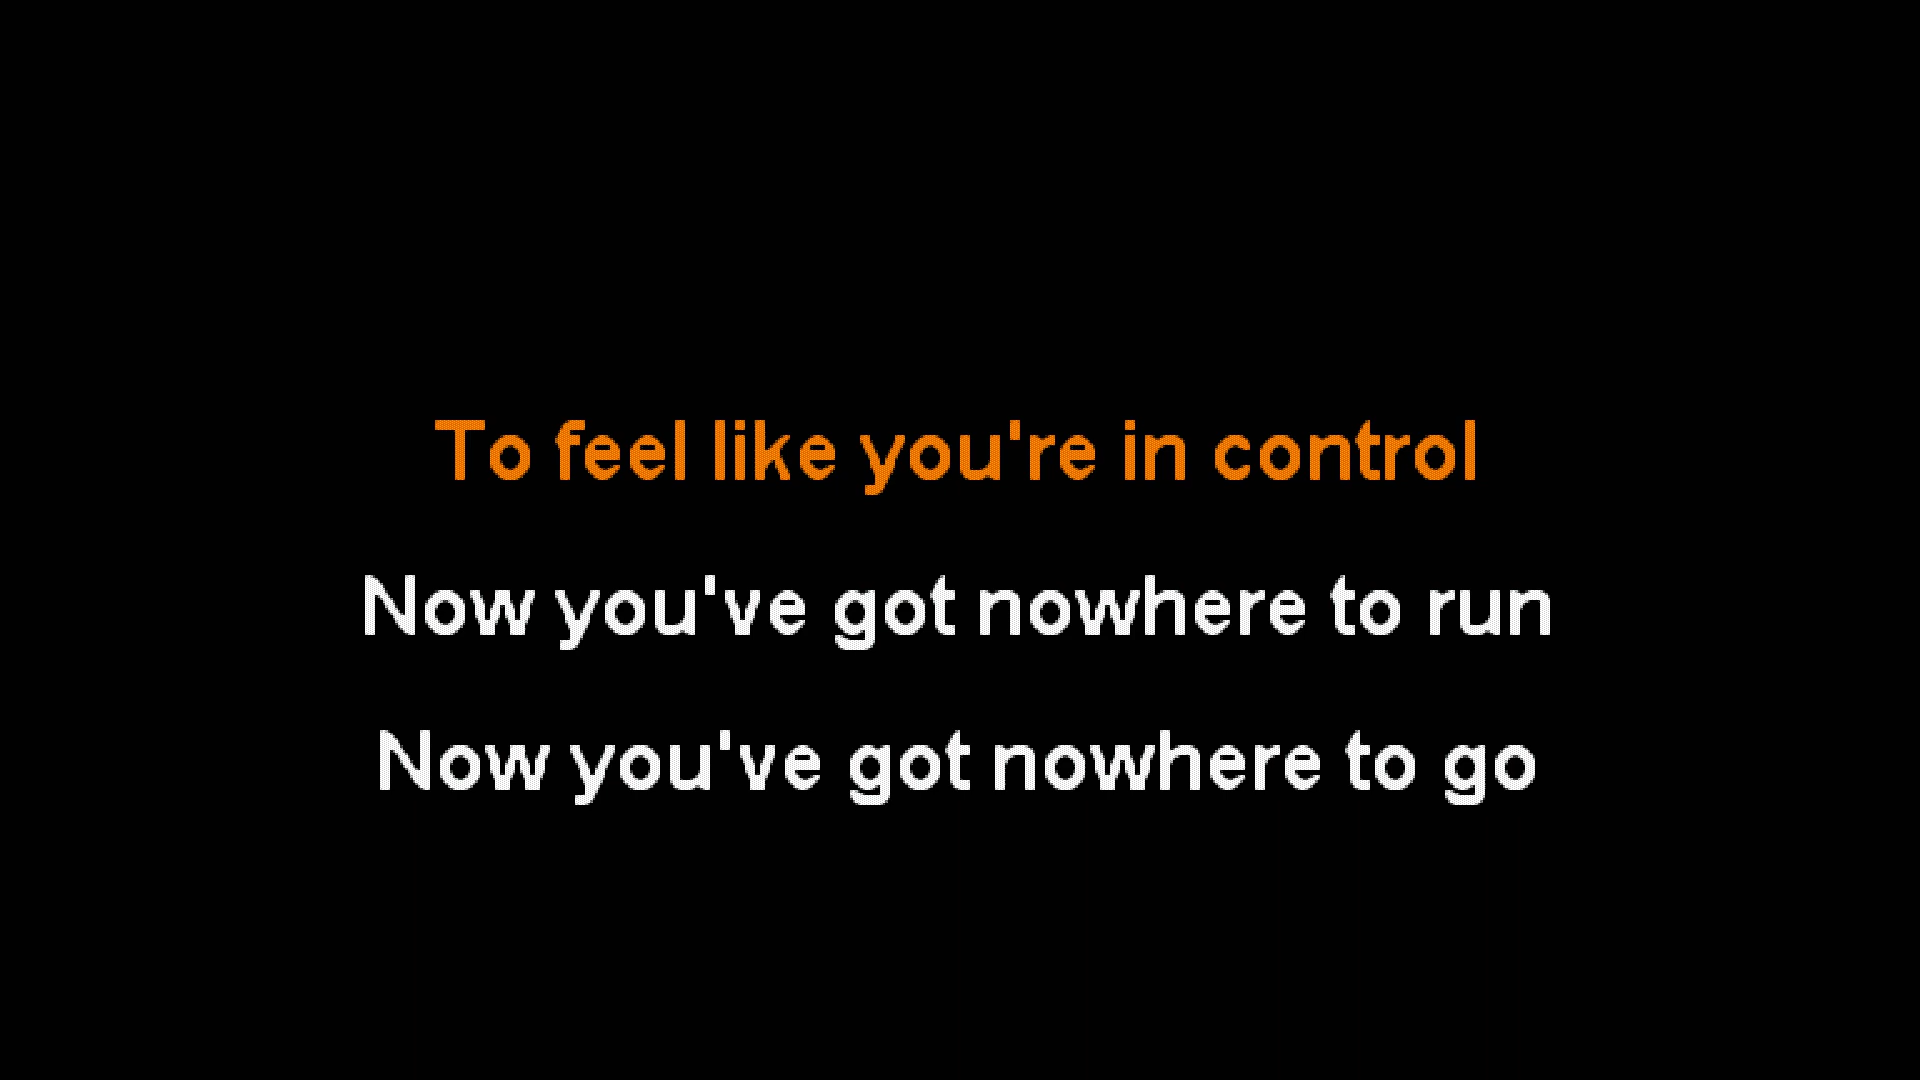 To feel like you're in control
Now you've got nowhere to run
Now you've got nowhere to go